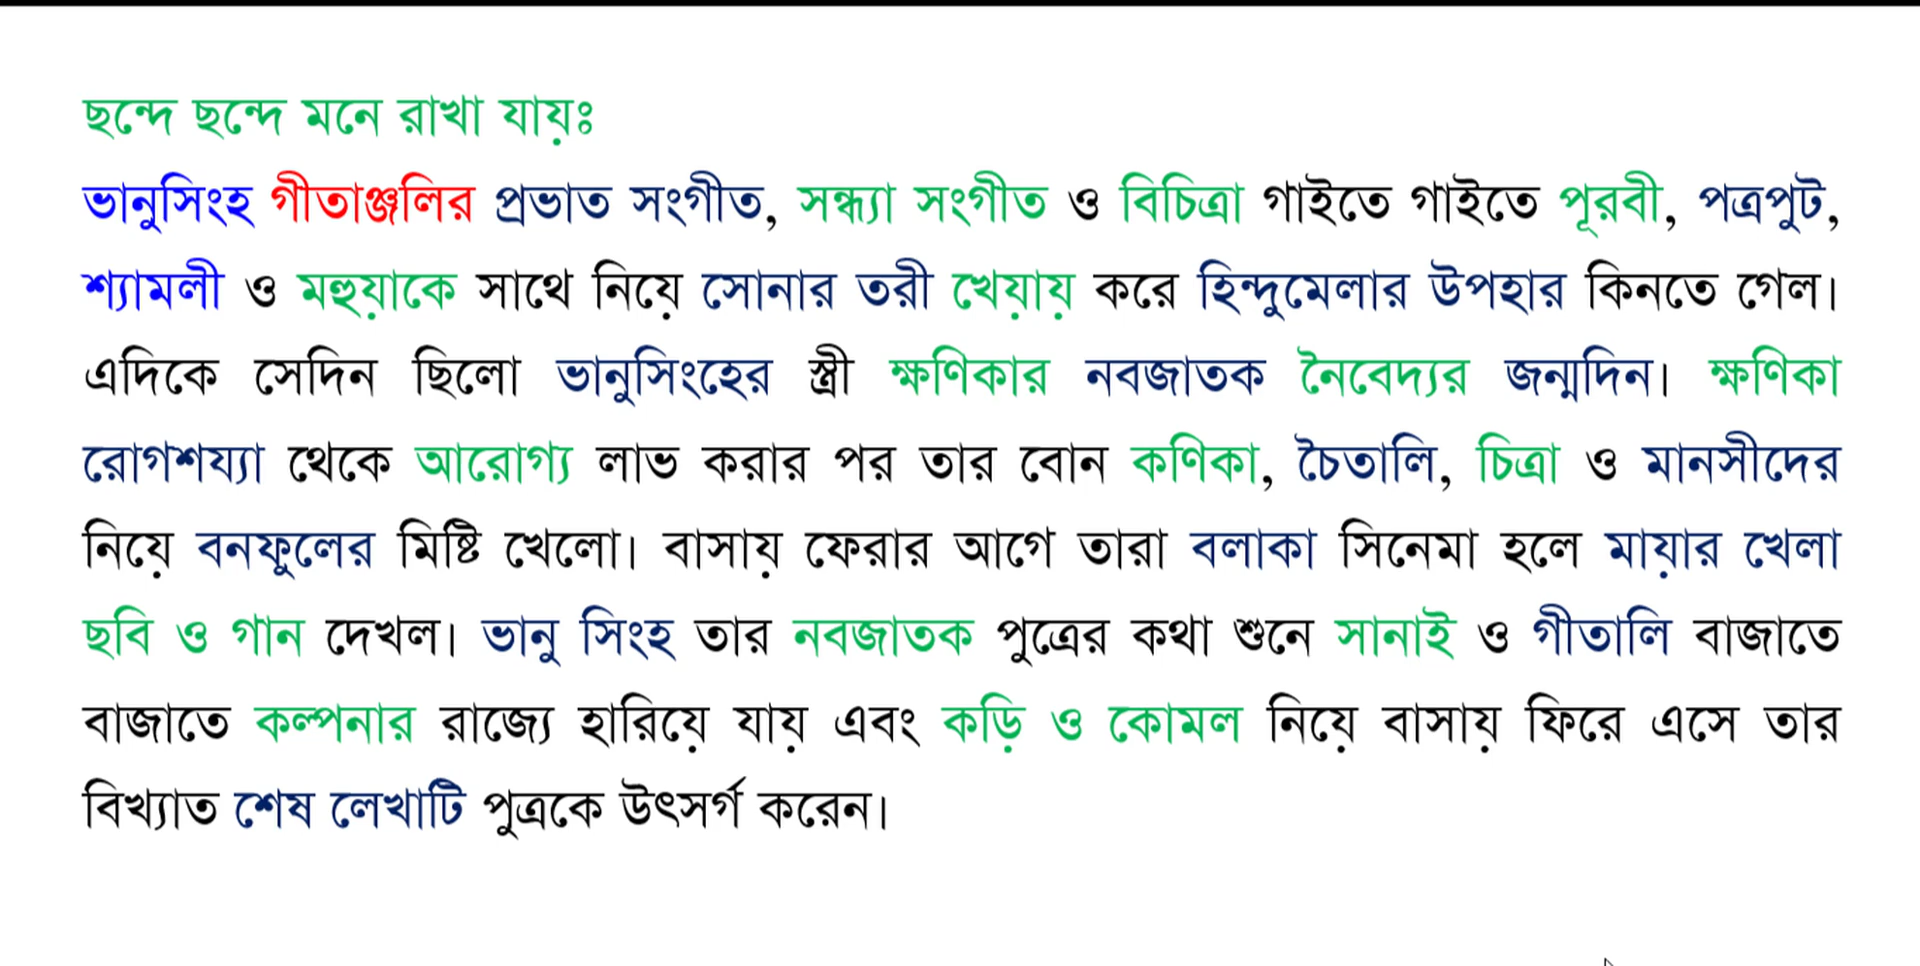 ছন্দে ছন্দে মনে রাখা যায়ঃ
ভানুসিংহ গীতাঞ্জলির প্রভাত সংগীত, সন্ধ্যা সংগীত ও বিচিত্রা গাইতে গাইতে পূরবী, পত্রপুট,
শ্যামলী ও মহুয়াকে সাথে নিয়ে সোনার তরী খেয়ায় করে হিন্দুমেলার উপহার কিনতে গেল।
এদিকে সেদিন ছিলো ভানুসিংহের স্ত্রী ক্ষণিকার নবজাতক নৈবেদ্যর জন্মদিন। ক্ষণিকা
রোগশয্যা থেকে আরোগ্য লাভ করার পর তার বোন কণিকা, চৈতালি, চিত্রা ও মানসীদের
নিয়ে বনফুলের মিষ্টি খেলো। বাসায় ফেরার আগে তারা বলাকা সিনেমা হলে মায়ার খেলা
ছবি ও গান দেখল। ভানু সিংহ তার নবজাতক পুত্রের কথা শুনে সানাই ও গীতালি বাজাতে
বাজাতে কল্পনার রাজ্যে হারিয়ে যায় এবং কড়ি ও কোমল নিয়ে বাসায় ফিরে এসে তার
বিখ্যাত শেষ লেখাটি পুত্রকে উৎসর্গ করেন।